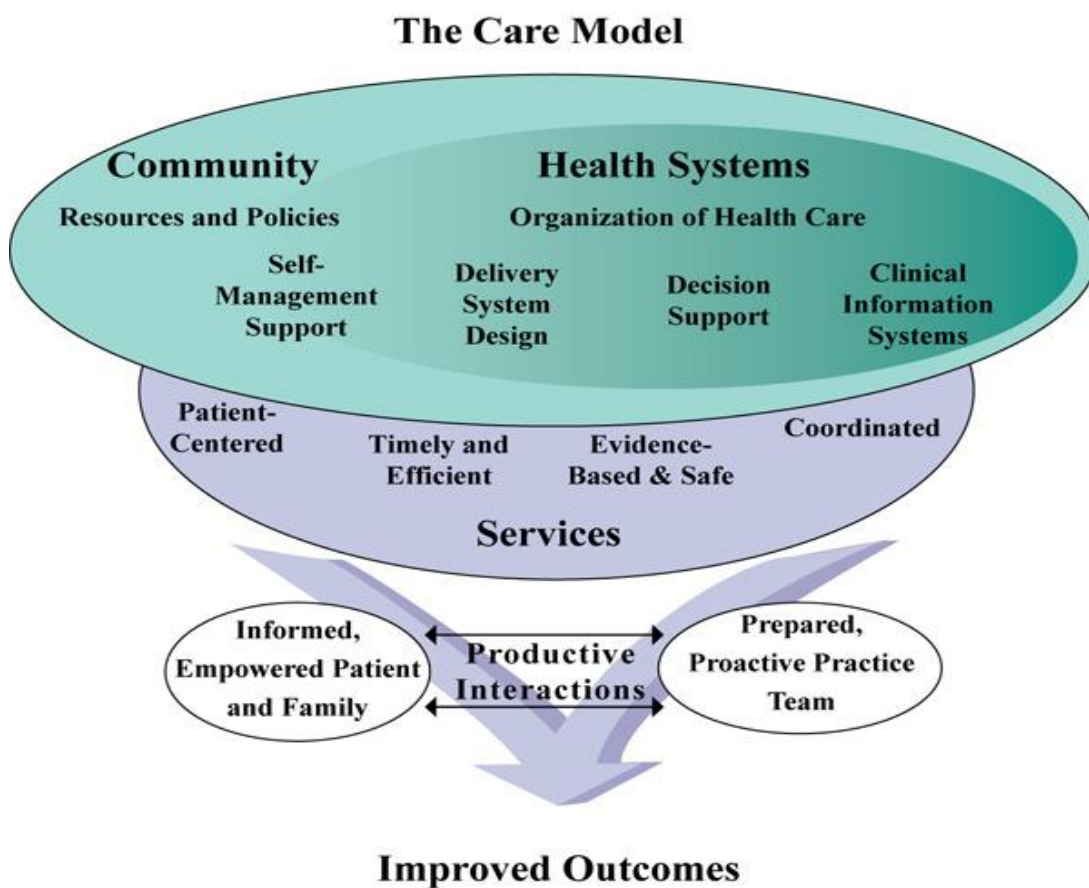 The Care Model
Community
Resources and Policies
Health Systems
Organization of Health Care
Self-
Management
Support
Delivery
System
Design
Decision
Support
Clinical
Information
Systems
Patient-
Centered
Timely and
Efficient
Evidence-
Based & Safe
Coordinated
Services
Informed,
Empowered Patient
and Family
Productive
Interactions
Prepared,
Proactive Practice
Team
Improved Outcomes